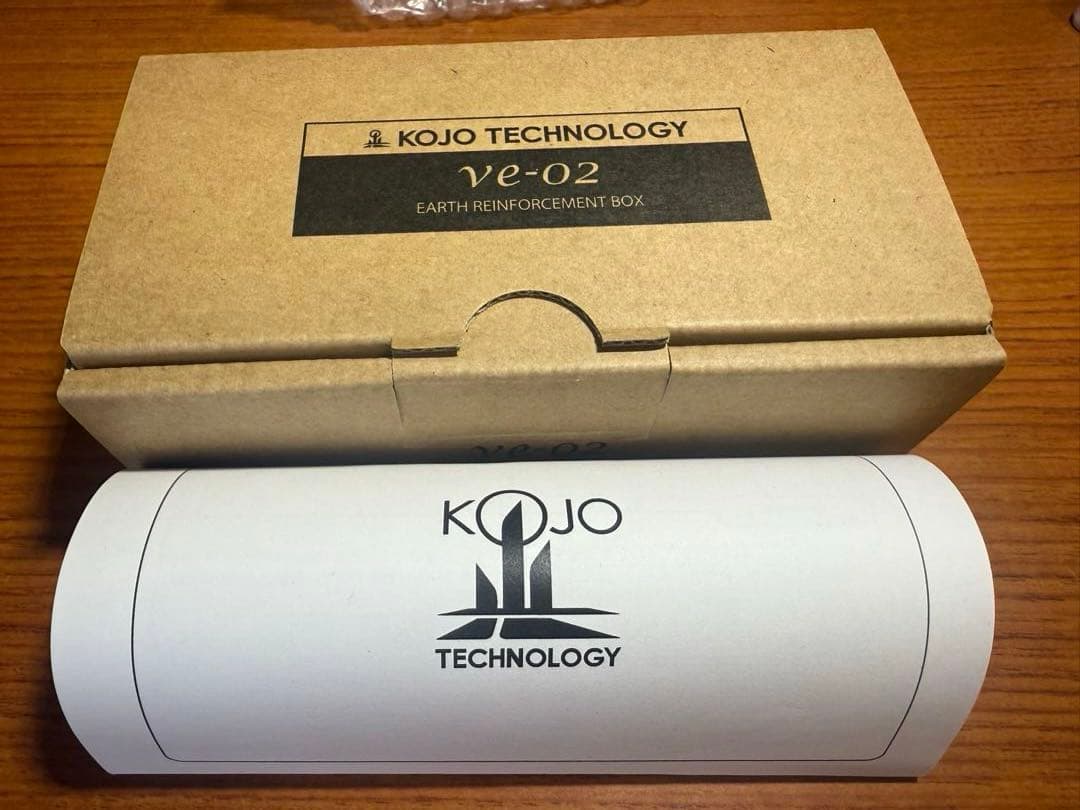 KOJO TECHNOLOGY
ve-02
EARTH REINFORCEMENT BOX
ve-02
KOJO
TECHNOLOGY